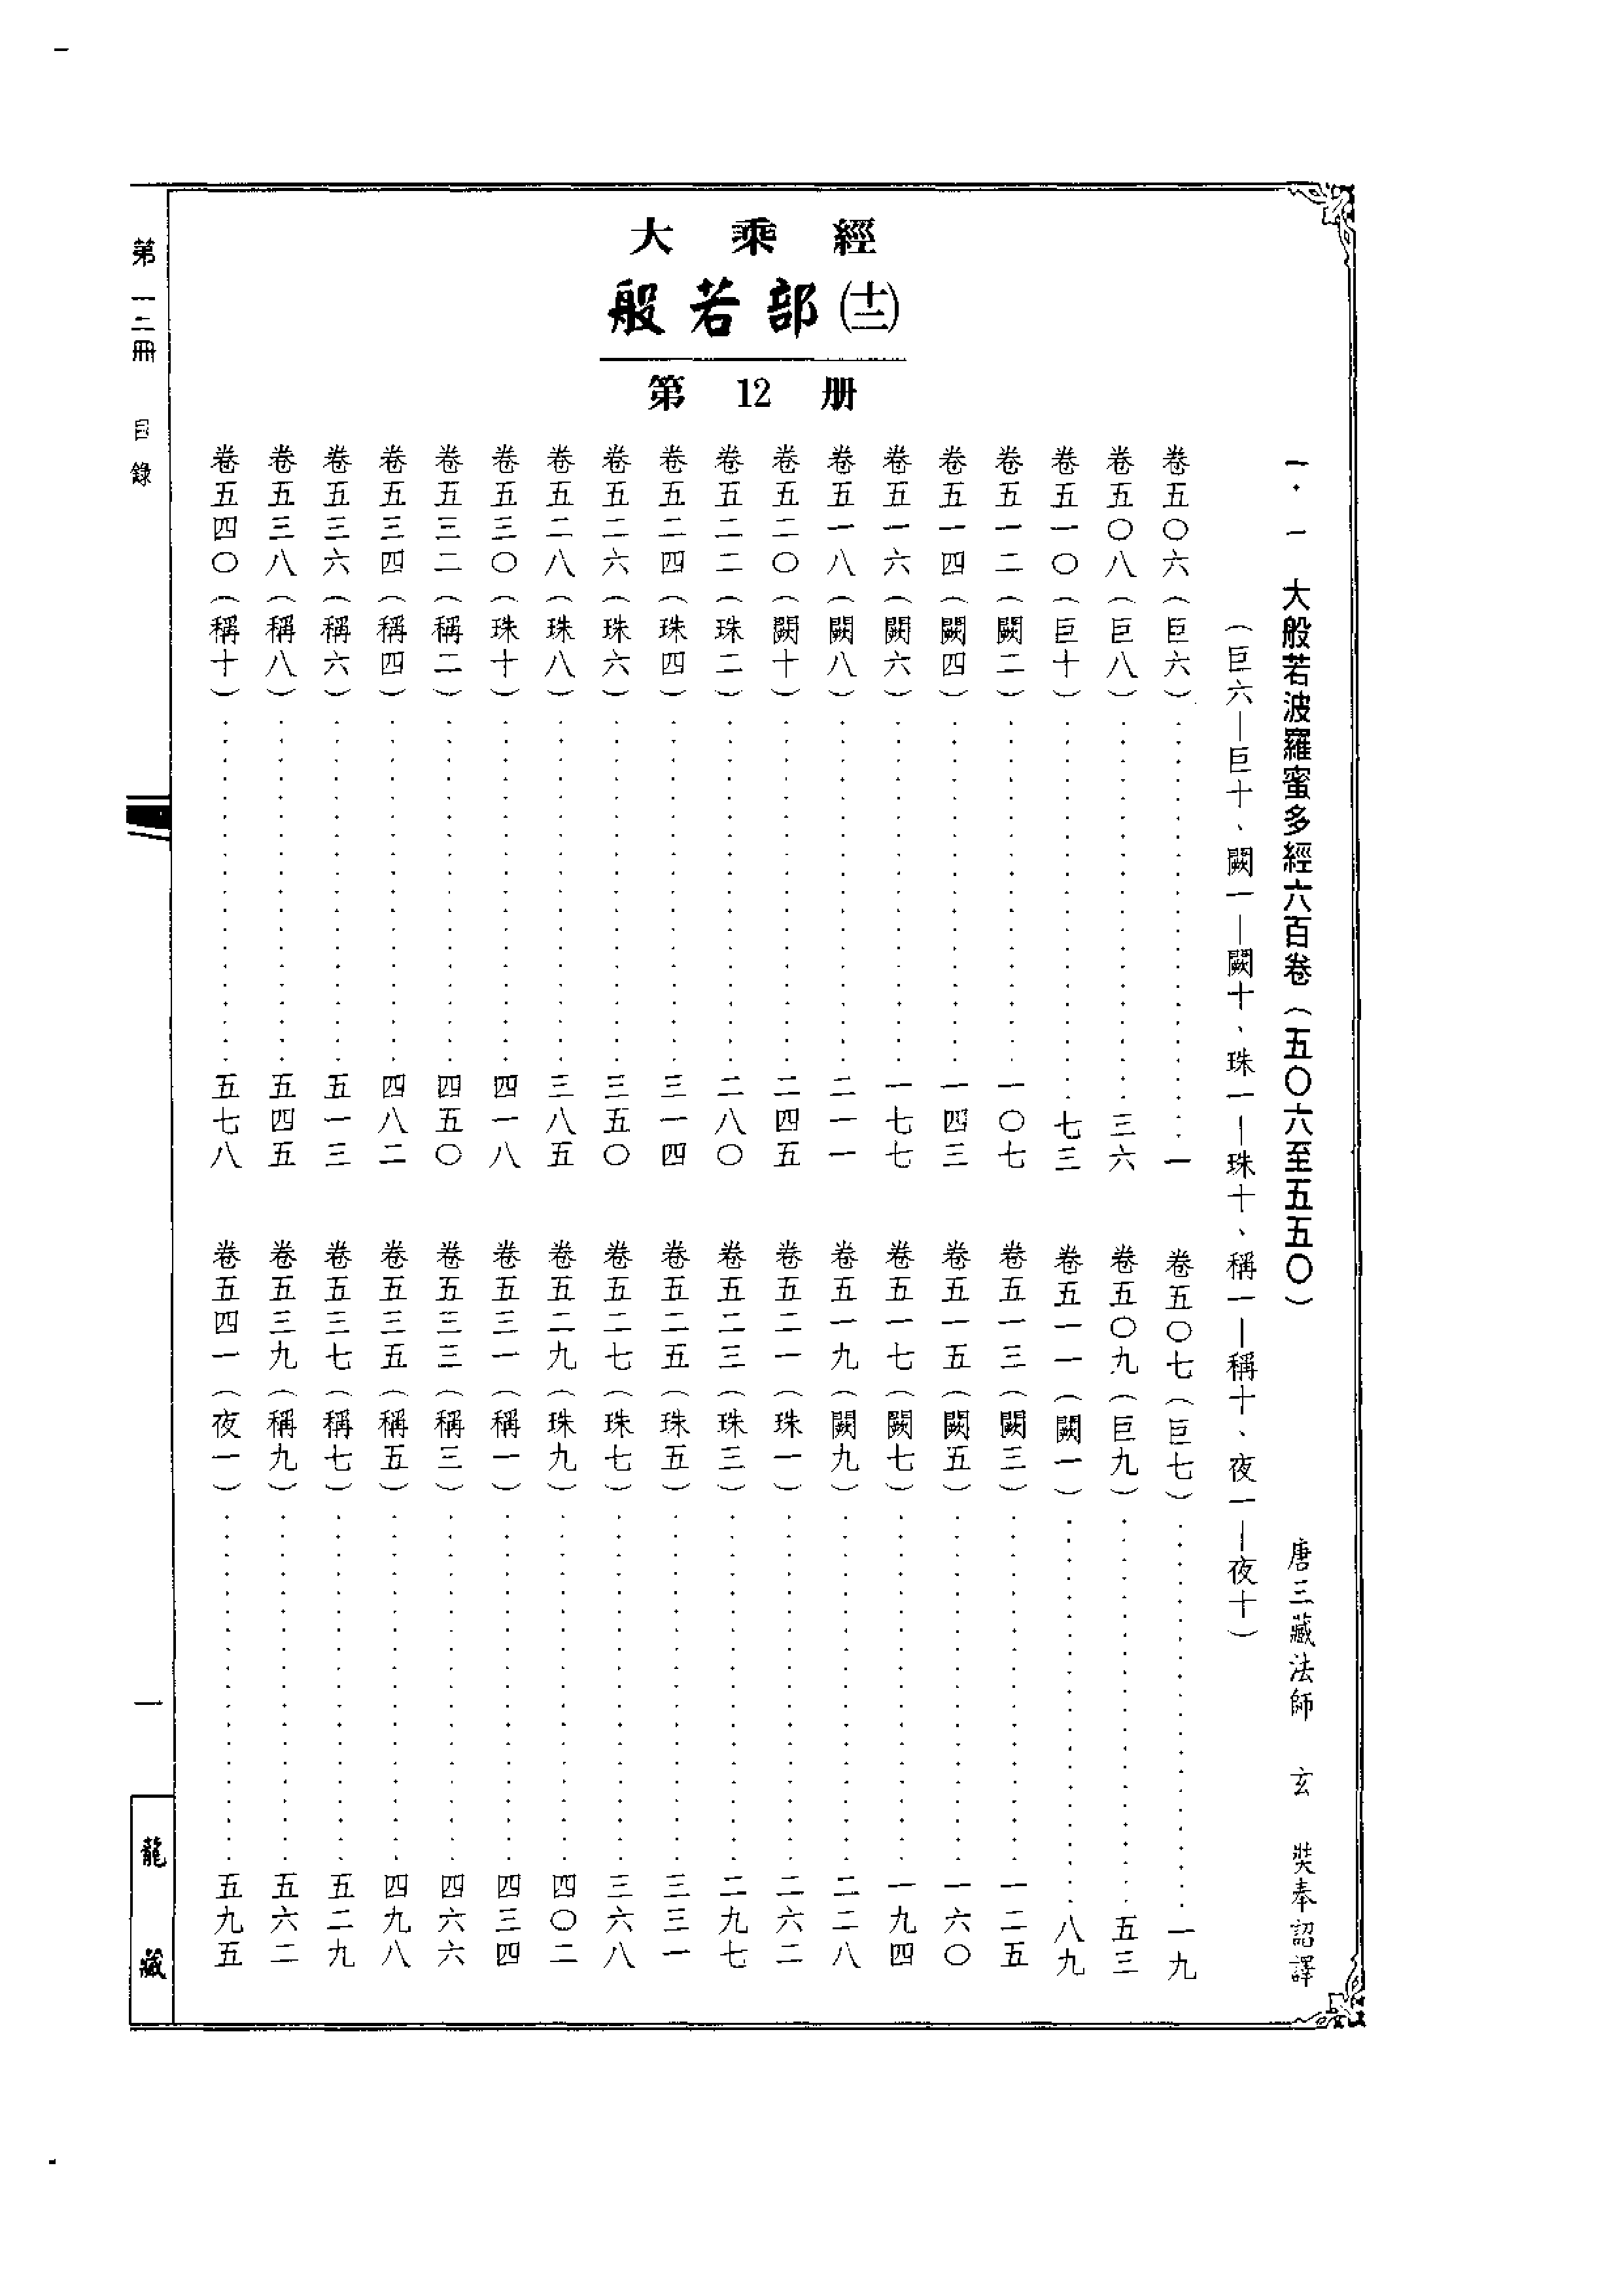 大乘經
般若部(十二)
第12册
一·一 大般若波羅蜜多經六百卷(五〇六至五五〇) 唐三藏法師 玄 奘奉詔譯
(巨六—巨十、闕一—闕十、珠一—珠十、稱一—稱十、夜一—夜十)
卷五〇六(巨六)……一 卷五〇七(巨七)……一九
卷五〇八(巨八)……三六 卷五〇九(巨九)……五三
卷五一〇(巨十)……七三 卷五一一(闕一)……八九
卷五一二(闕二)……一〇七 卷五一三(闕三)……一二五
卷五一四(闕四)……一四三 卷五一五(闕五)……一六〇
卷五一六(闕六)……一七七 卷五一七(闕七)……一九四
卷五一八(闕八)……二一一 卷五一九(闕九)……二二八
卷五二〇(闕十)……二四五 卷五二一(珠一)……二六二
卷五二二(珠二)……二八〇 卷五二三(珠三)……二九七
卷五二四(珠四)……三一四 卷五二五(珠五)……三三一
卷五二六(珠六)……三五〇 卷五二七(珠七)……三六八
卷五二八(珠八)……三八五 卷五二九(珠九)……四〇二
卷五三〇(珠十)……四一八 卷五三一(稱一)……四三四
卷五三二(稱二)……四五〇 卷五三三(稱三)……四六六
卷五三四(稱四)……四八二 卷五三五(稱五)……四九八
卷五三六(稱六)……五一三 卷五三七(稱七)……五二九
卷五三八(稱八)……五四五 卷五三九(稱九)……五六二
卷五四〇(稱十)……五七八 卷五四一(夜一)……五九五
第一二冊 目錄
一
龍藏